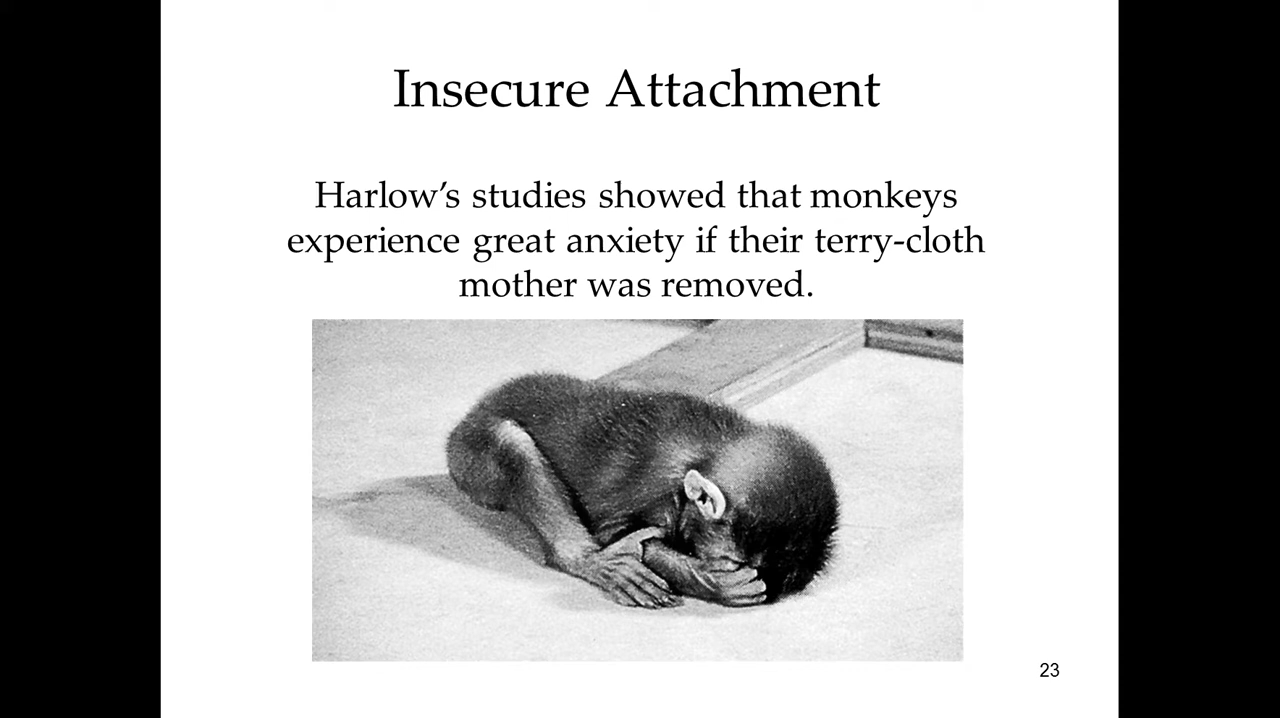 Insecure Attachment
Harlow’s studies showed that monkeys
experience great anxiety if their terry-cloth
mother was removed.
23